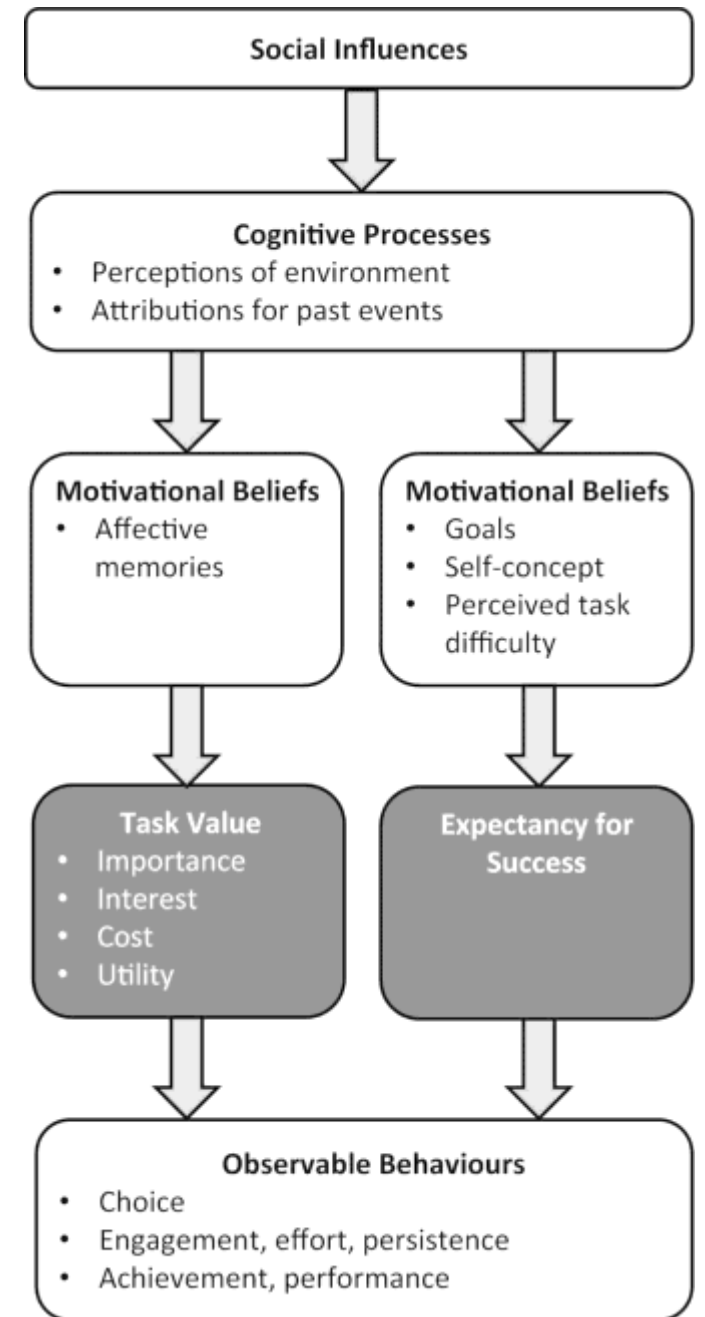 Social Influences
Cognitive Processes
• Perceptions of environment
• Attributions for past events
Motivational Beliefs
• Affective
memories
Motivational Beliefs
• Goals
• Self-concept
• Perceived task
difficulty
Task Value
• Importance
• Interest
• Cost
• Utility
Expectancy for
Success
Observable Behaviours
• Choice
• Engagement, effort, persistence
• Achievement, performance